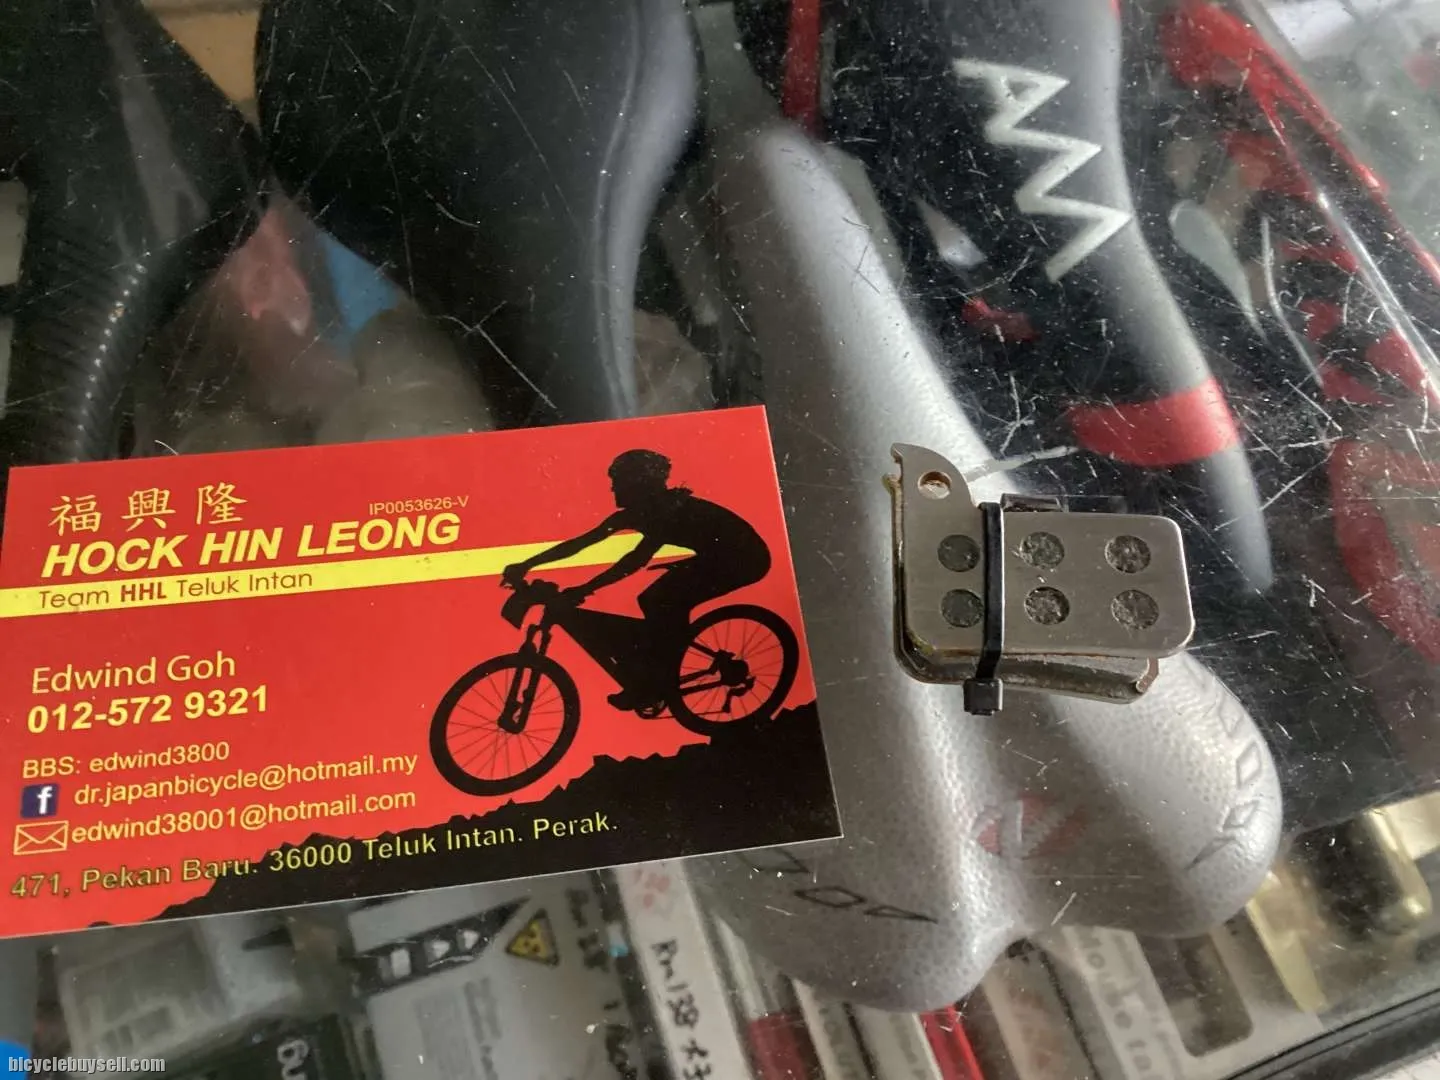 福興隆
IP0053626-V
HOCK HIN LEONG
Team HHL Teluk Intan
Edwind Goh
012-572 9321
BBS: edwind3800
f dr.japanbicycle@hotmail.my
edwind38001@hotmail.com
471, Pekan Baru. 36000 Teluk Intan. Perak.
bicyclebuysell.com